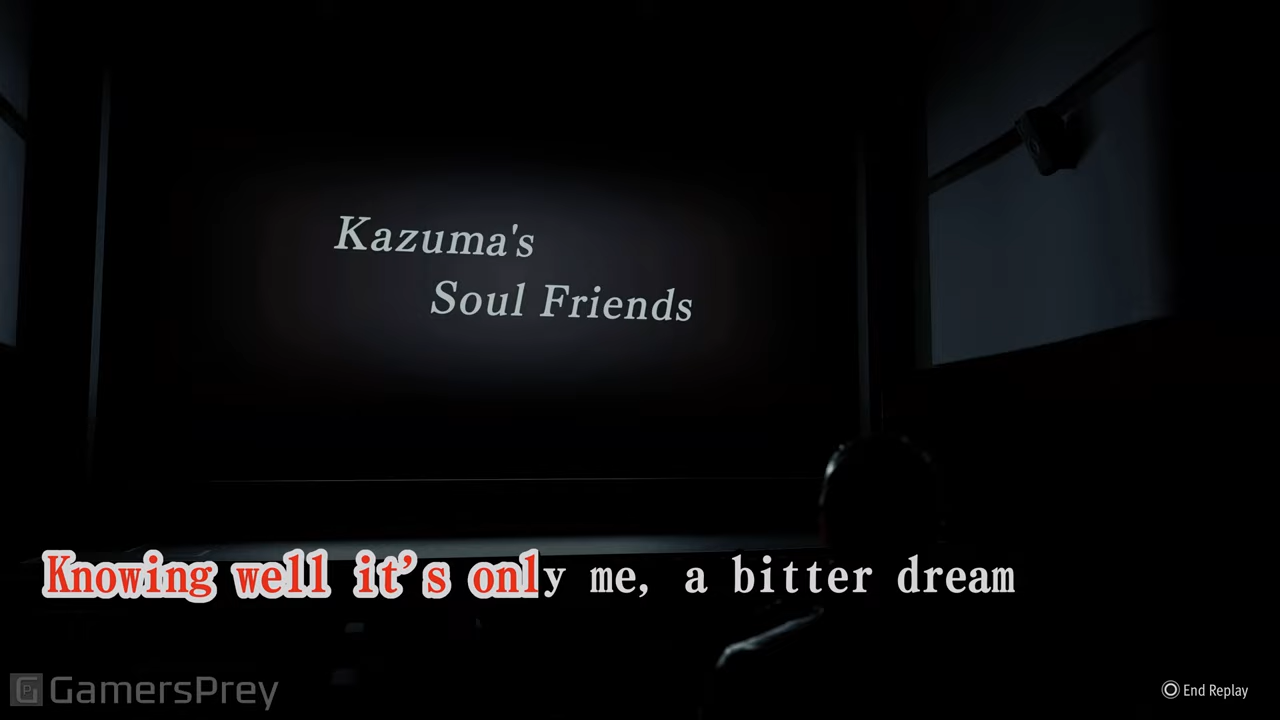 Kazuma's
Soul Friends
Knowing well it's only me, a bitter dream
GamersPrey
End Replay